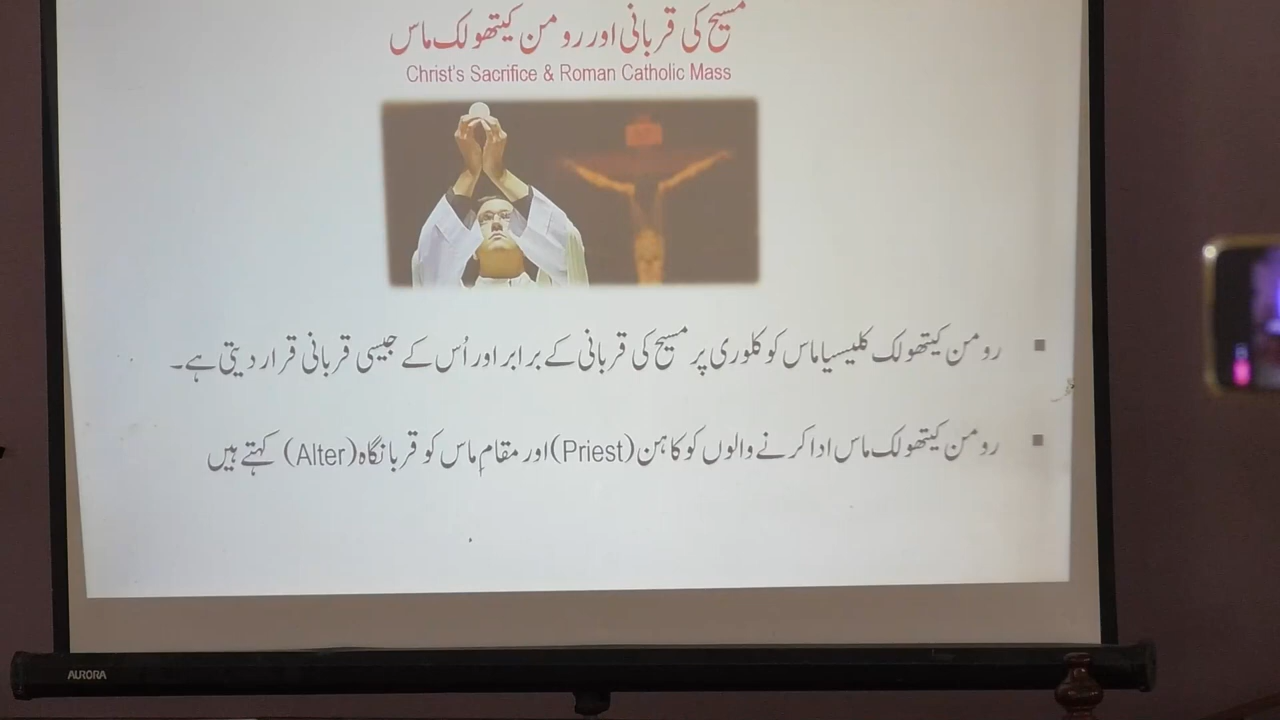 مسیح کی قربانی اور رومن کیتھولک ماس
Christ's Sacrifice & Roman Catholic Mass
▪ رومن کیتھولک کلیسیا ماس کو کلوری پر مسیح کی قربانی کے برابر اور اُس کے جیسی قربانی قرار دیتی ہے۔
▪ رومن کیتھولک ماس ادا کرنے والوں کو کاہن (Priest) اور مقامِ ماس کو قربانگاہ (Alter) کہتے ہیں
AURORA